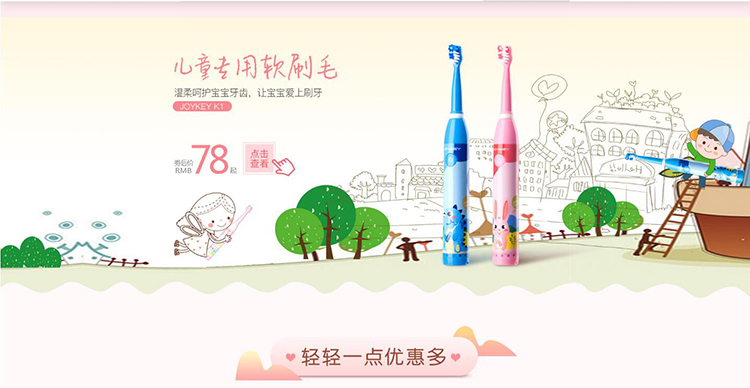 儿童专用软刷毛
温柔呵护宝宝牙齿，让宝宝爱上刷牙
JOYKEY K1
券后价
RMB 78 起
点击
查看
轻轻一点优惠多